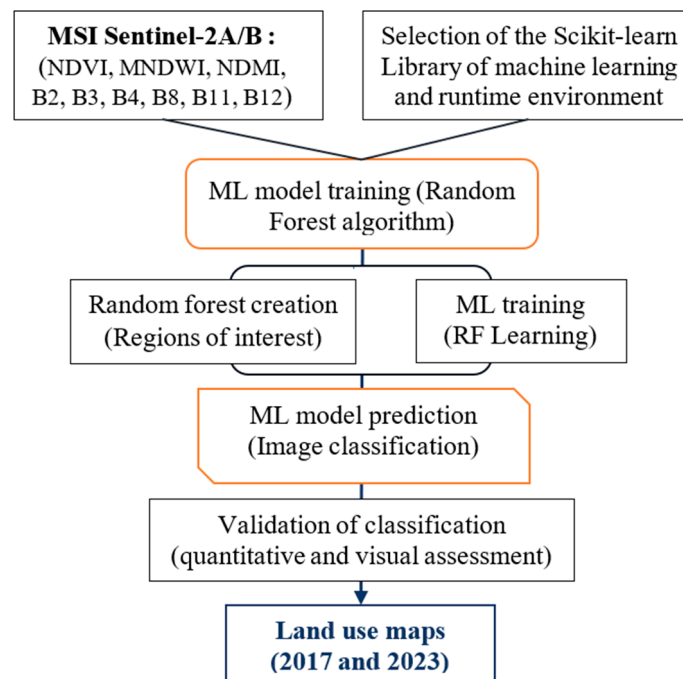 MSI Sentinel-2A/B :
(NDVI, MNDWI, NDMI,
B2, B3, B4, B8, B11, B12)
Selection of the Scikit-learn
Library of machine learning
and runtime environment
ML model training (Random
Forest algorithm)
Random forest creation
(Regions of interest)
ML training
(RF Learning)
ML model prediction
(Image classification)
Validation of classification
(quantitative and visual assessment)
Land use maps
(2017 and 2023)